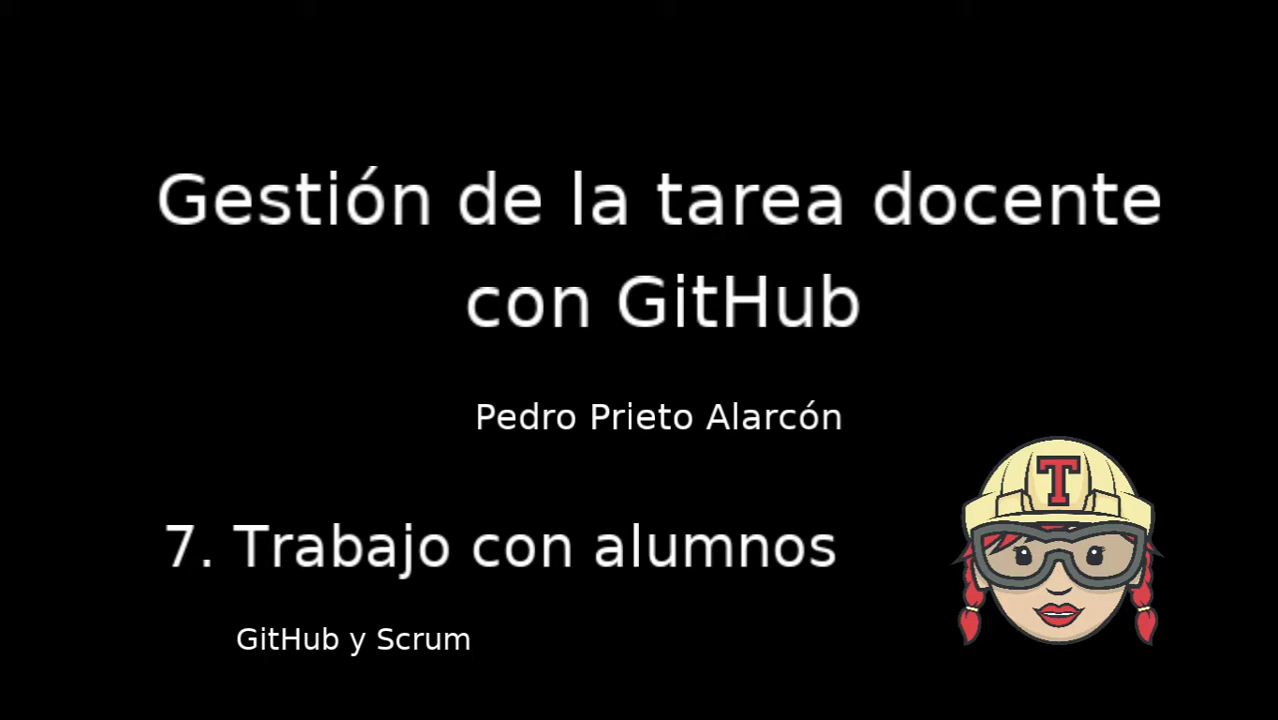 Gestión de la tarea docente
con GitHub
Pedro Prieto Alarcón
T
7. Trabajo con alumnos
GitHub y Scrum